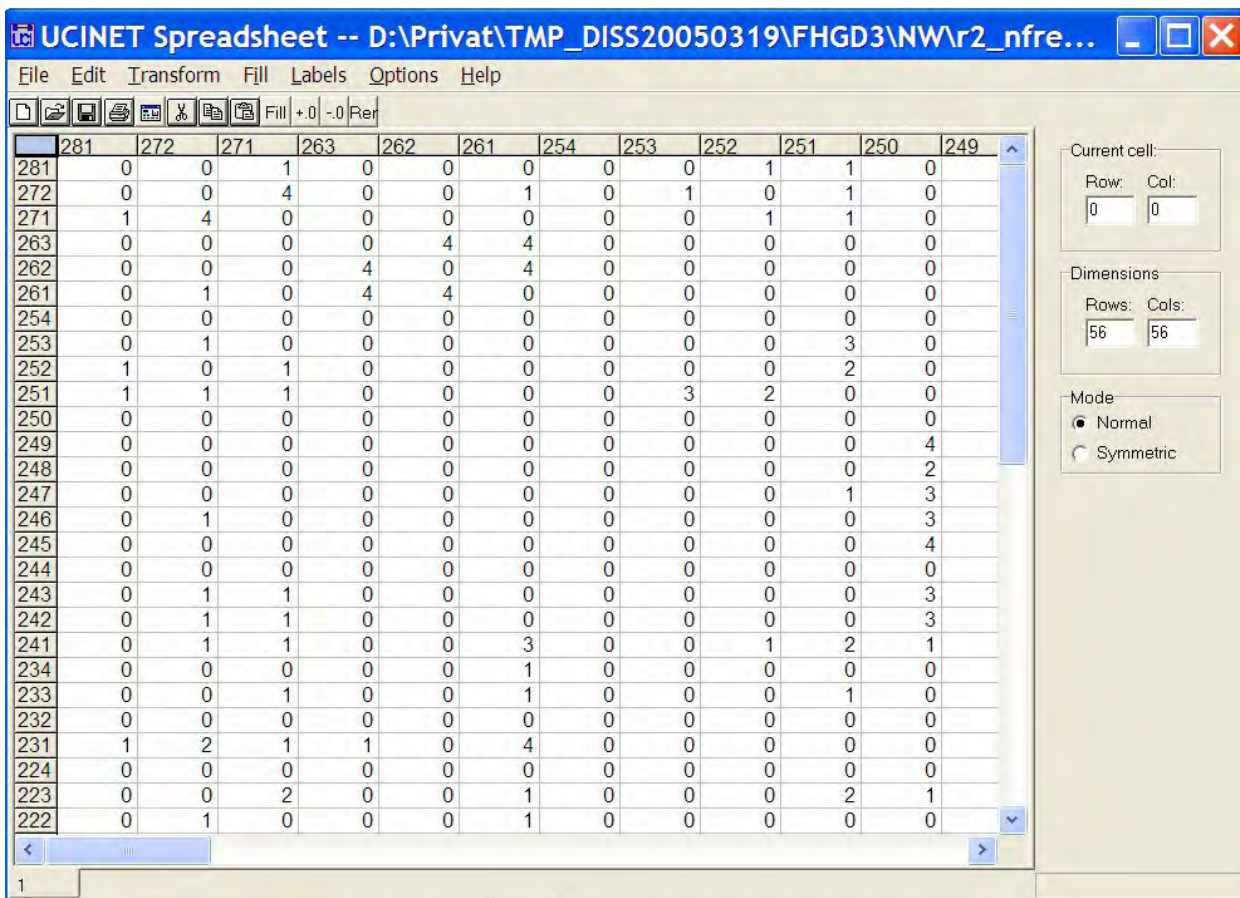 UCINET Spreadsheet -- D:\Privat\TMP_DISS20050319\FHGD3\NW\r2_nfre...
File Edit Transform Fill Labels Options Help
Fill +.0 -.0 Rer
281 272 271 263 262 261 254 253 252 251 250 249
281 0 0 1 0 0 0 0 0 1 1 0
272 0 0 4 0 0 1 0 1 0 1 0
271 1 4 0 0 0 0 0 0 1 1 0
263 0 0 0 0 4 4 0 0 0 0 0
262 0 0 0 4 0 4 0 0 0 0 0
261 0 1 0 4 4 0 0 0 0 0 0
254 0 0 0 0 0 0 0 0 0 0 0
253 0 1 0 0 0 0 0 0 0 3 0
252 1 0 1 0 0 0 0 0 0 2 0
251 1 1 1 0 0 0 0 3 2 0 0
250 0 0 0 0 0 0 0 0 0 0 0
249 0 0 0 0 0 0 0 0 0 0 4
248 0 0 0 0 0 0 0 0 0 0 2
247 0 0 0 0 0 0 0 0 0 1 3
246 0 1 0 0 0 0 0 0 0 0 3
245 0 0 0 0 0 0 0 0 0 0 4
244 0 0 0 0 0 0 0 0 0 0 0
243 0 1 1 0 0 0 0 0 0 0 3
242 0 1 1 0 0 0 0 0 0 0 3
241 0 1 1 0 0 3 0 0 1 2 1
234 0 0 0 0 0 1 0 0 0 0 0
233 0 0 1 0 0 1 0 0 0 1 0
232 0 0 0 0 0 0 0 0 0 0 0
231 1 2 1 1 0 4 0 0 0 0 0
224 0 0 0 0 0 0 0 0 0 0 0
223 0 0 2 0 0 1 0 0 0 2 1
222 0 1 0 0 0 1 0 0 0 0 0
1
Current cell:
Row: Col:
0 0
Dimensions
Rows: Cols:
56 56
Mode
Normal
Symmetric